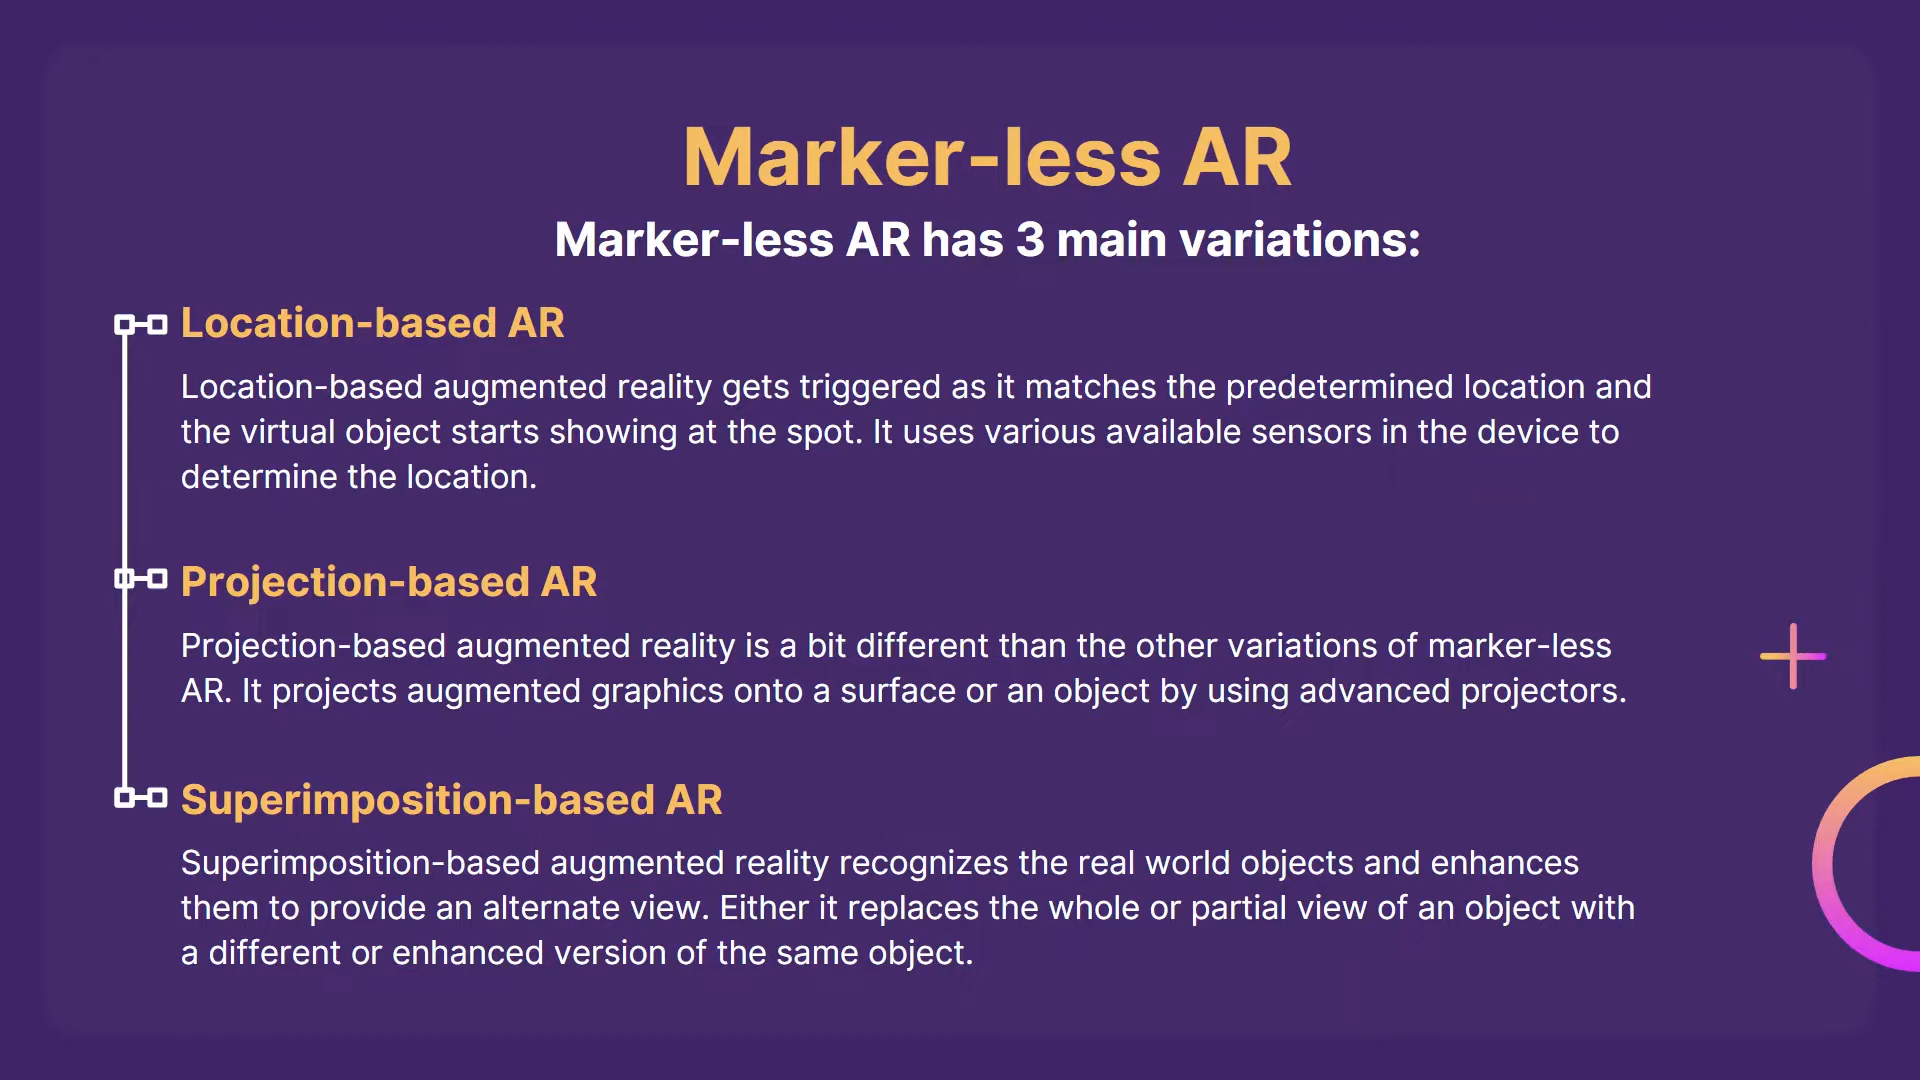 Marker-less AR
Marker-less AR has 3 main variations:
Location-based AR
Location-based augmented reality gets triggered as it matches the predetermined location and
the virtual object starts showing at the spot. It uses various available sensors in the device to
determine the location.
Projection-based AR
Projection-based augmented reality is a bit different than the other variations of marker-less
AR. It projects augmented graphics onto a surface or an object by using advanced projectors.
Superimposition-based AR
Superimposition-based augmented reality recognizes the real world objects and enhances
them to provide an alternate view. Either it replaces the whole or partial view of an object with
a different or enhanced version of the same object.